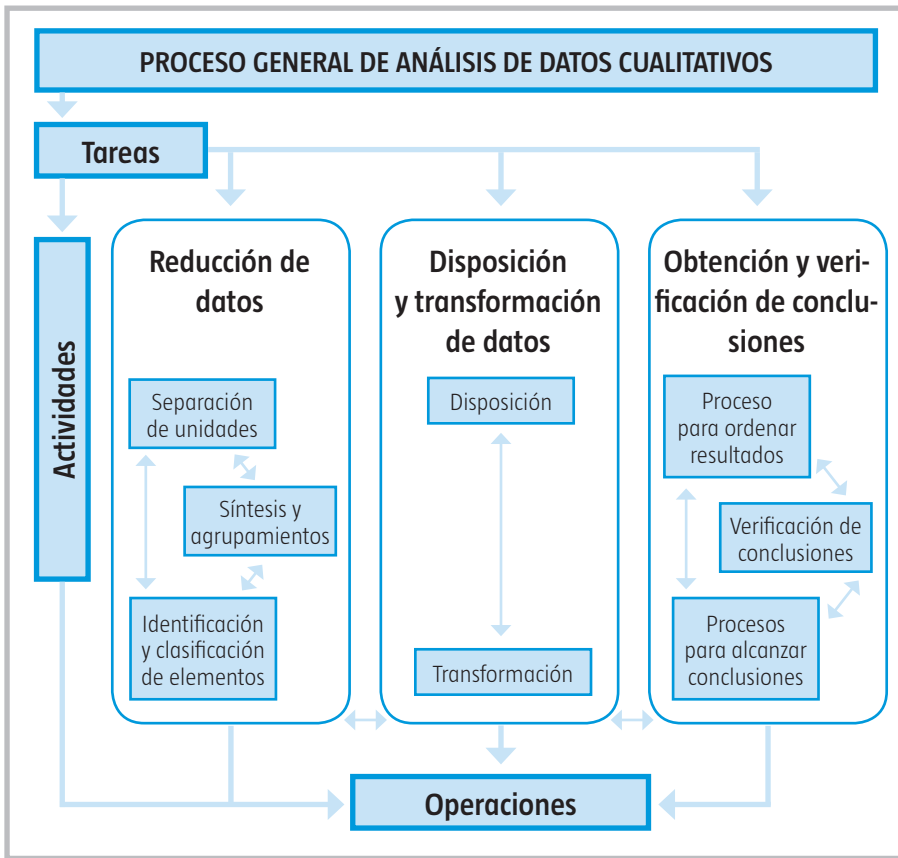 PROCESO GENERAL DE ANÁLISIS DE DATOS CUALITATIVOS
Tareas
Actividades
Reducción de
datos
Separación
de unidades
Síntesis y
agrupamientos
Identificación
y clasificación
de elementos
Disposición
y transformación
de datos
Disposición
Transformación
Obtención y veri-
ficación de conclu-
siones
Proceso
para ordenar
resultados
Verificación de
conclusiones
Procesos
para alcanzar
conclusiones
Operaciones